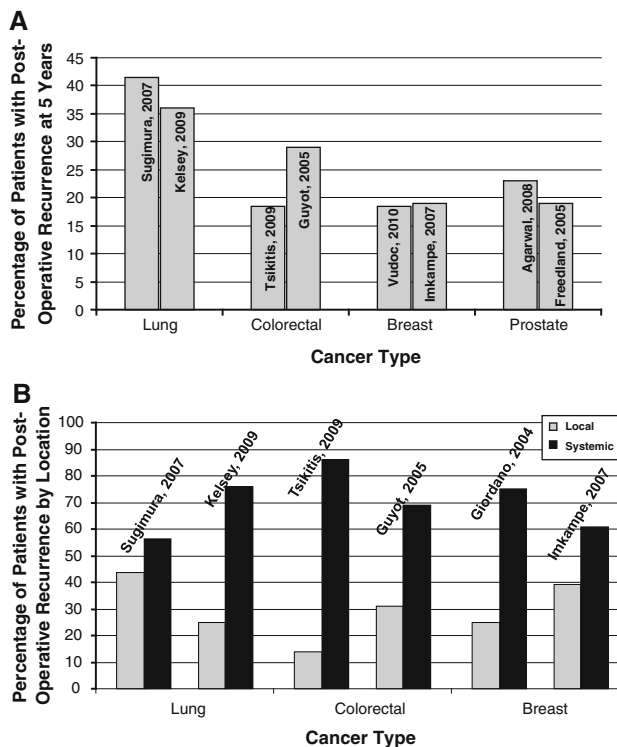 A
Percentage of Patients with Post-
Operative Recurrence at 5 Years
45
40
35
30
25
20
15
10
5
0
Sugimura, 2007
Kelsey, 2009
Tsikitis, 2009
Guyot, 2005
Vudoc, 2010
Imkampe, 2007
Agarwal, 2008
Freedland, 2005
Lung
Colorectal
Breast
Prostate
Cancer Type
B
Percentage of Patients with Post-
Operative Recurrence by Location
100
90
80
70
60
50
40
30
20
10
0
Sugimura, 2007
Kelsey, 2009
Tsikitis, 2009
Guyot, 2005
Giordano, 2004
Imkampe, 2007
Local
Systemic
Lung
Colorectal
Breast
Cancer Type